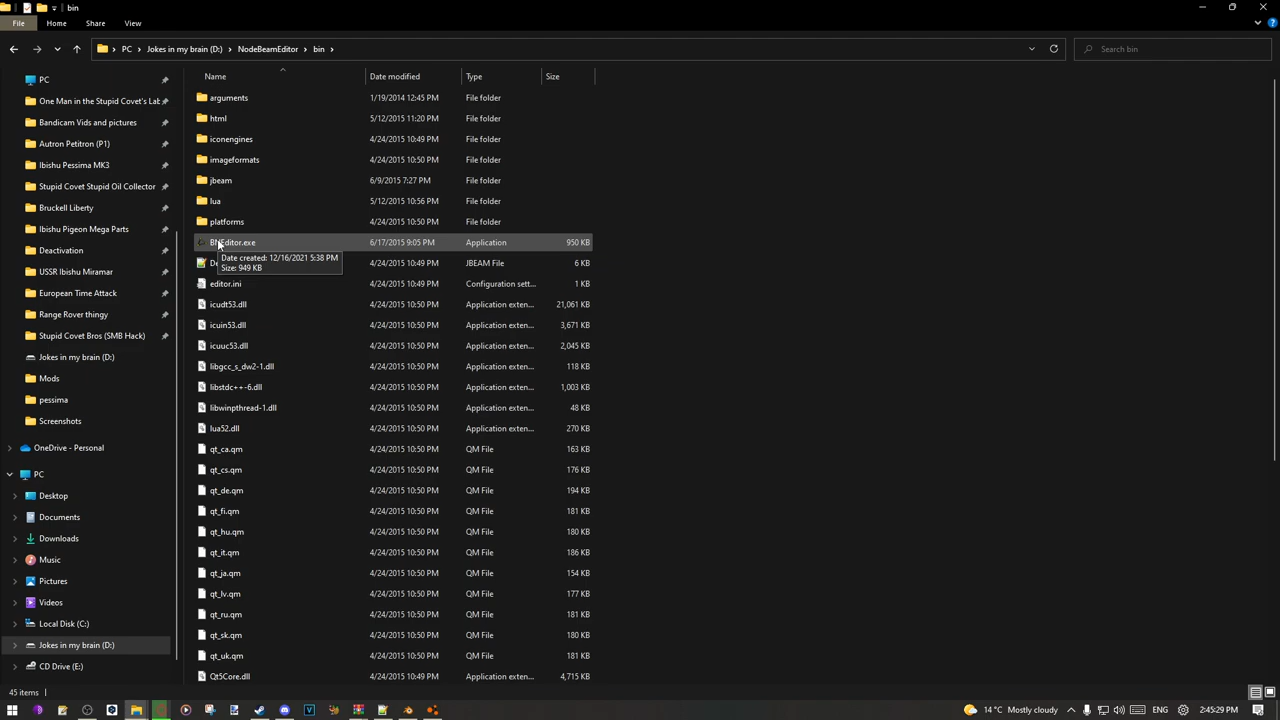 bin
File
Home
Share
View
PC
Jokes in my brain (D:)
NodeBeamEditor
bin
Search bin
Name
Date modified
Type
Size
PC
One Man in the Stupid Covet's Lab
Bandicam Vids and pictures
Autron Petitron (P1)
Ibishu Pessima MK3
Stupid Covet Stupid Oil Collector
Bruckell Liberty
Ibishu Pigeon Mega Parts
Deactivation
USSR Ibishu Miramar
European Time Attack
Range Rover thingy
Stupid Covet Bros (SMB Hack)
Jokes in my brain (D:)
Mods
pessima
Screenshots
OneDrive - Personal
PC
Desktop
Documents
Downloads
Music
Pictures
Videos
Local Disk (C:)
Jokes in my brain (D:)
CD Drive (E:)
arguments 1/19/2014 12:45 PM File folder
html 5/12/2015 11:20 PM File folder
iconengines 4/24/2015 10:49 PM File folder
imageformats 4/24/2015 10:50 PM File folder
jbeam 6/9/2015 7:27 PM File folder
lua 5/12/2015 10:56 PM File folder
platforms 4/24/2015 10:50 PM File folder
6/17/2015 9:05 PM Application 950 KB
Date created: 12/16/2021 5:38 PM
Size: 949 KB
4/24/2015 10:49 PM JBEAM File 6 KB
editor.ini 4/24/2015 10:49 PM Configuration sett... 1 KB
icudt53.dll 4/24/2015 10:50 PM Application exten... 21,061 KB
icuin53.dll 4/24/2015 10:50 PM Application exten... 3,671 KB
icuuc53.dll 4/24/2015 10:50 PM Application exten... 2,045 KB
libgcc_s_dw2-1.dll 4/24/2015 10:50 PM Application exten... 118 KB
libstdc++-6.dll 4/24/2015 10:50 PM Application exten... 1,003 KB
libwinpthread-1.dll 4/24/2015 10:50 PM Application exten... 48 KB
lua52.dll 4/24/2015 10:50 PM Application exten... 270 KB
qt_ca.qm 4/24/2015 10:50 PM QM File 163 KB
qt_cs.qm 4/24/2015 10:50 PM QM File 176 KB
qt_de.qm 4/24/2015 10:50 PM QM File 194 KB
qt_fi.qm 4/24/2015 10:50 PM QM File 181 KB
qt_hu.qm 4/24/2015 10:50 PM QM File 180 KB
qt_it.qm 4/24/2015 10:50 PM QM File 186 KB
qt_ja.qm 4/24/2015 10:50 PM QM File 154 KB
qt_lv.qm 4/24/2015 10:50 PM QM File 177 KB
qt_ru.qm 4/24/2015 10:50 PM QM File 181 KB
qt_sk.qm 4/24/2015 10:50 PM QM File 180 KB
qt_uk.qm 4/24/2015 10:50 PM QM File 181 KB
Qt5Core.dll 4/24/2015 10:49 PM Application exten... 4,715 KB
45 items
14 °C Mostly cloudy
ENG
2:45:29 PM